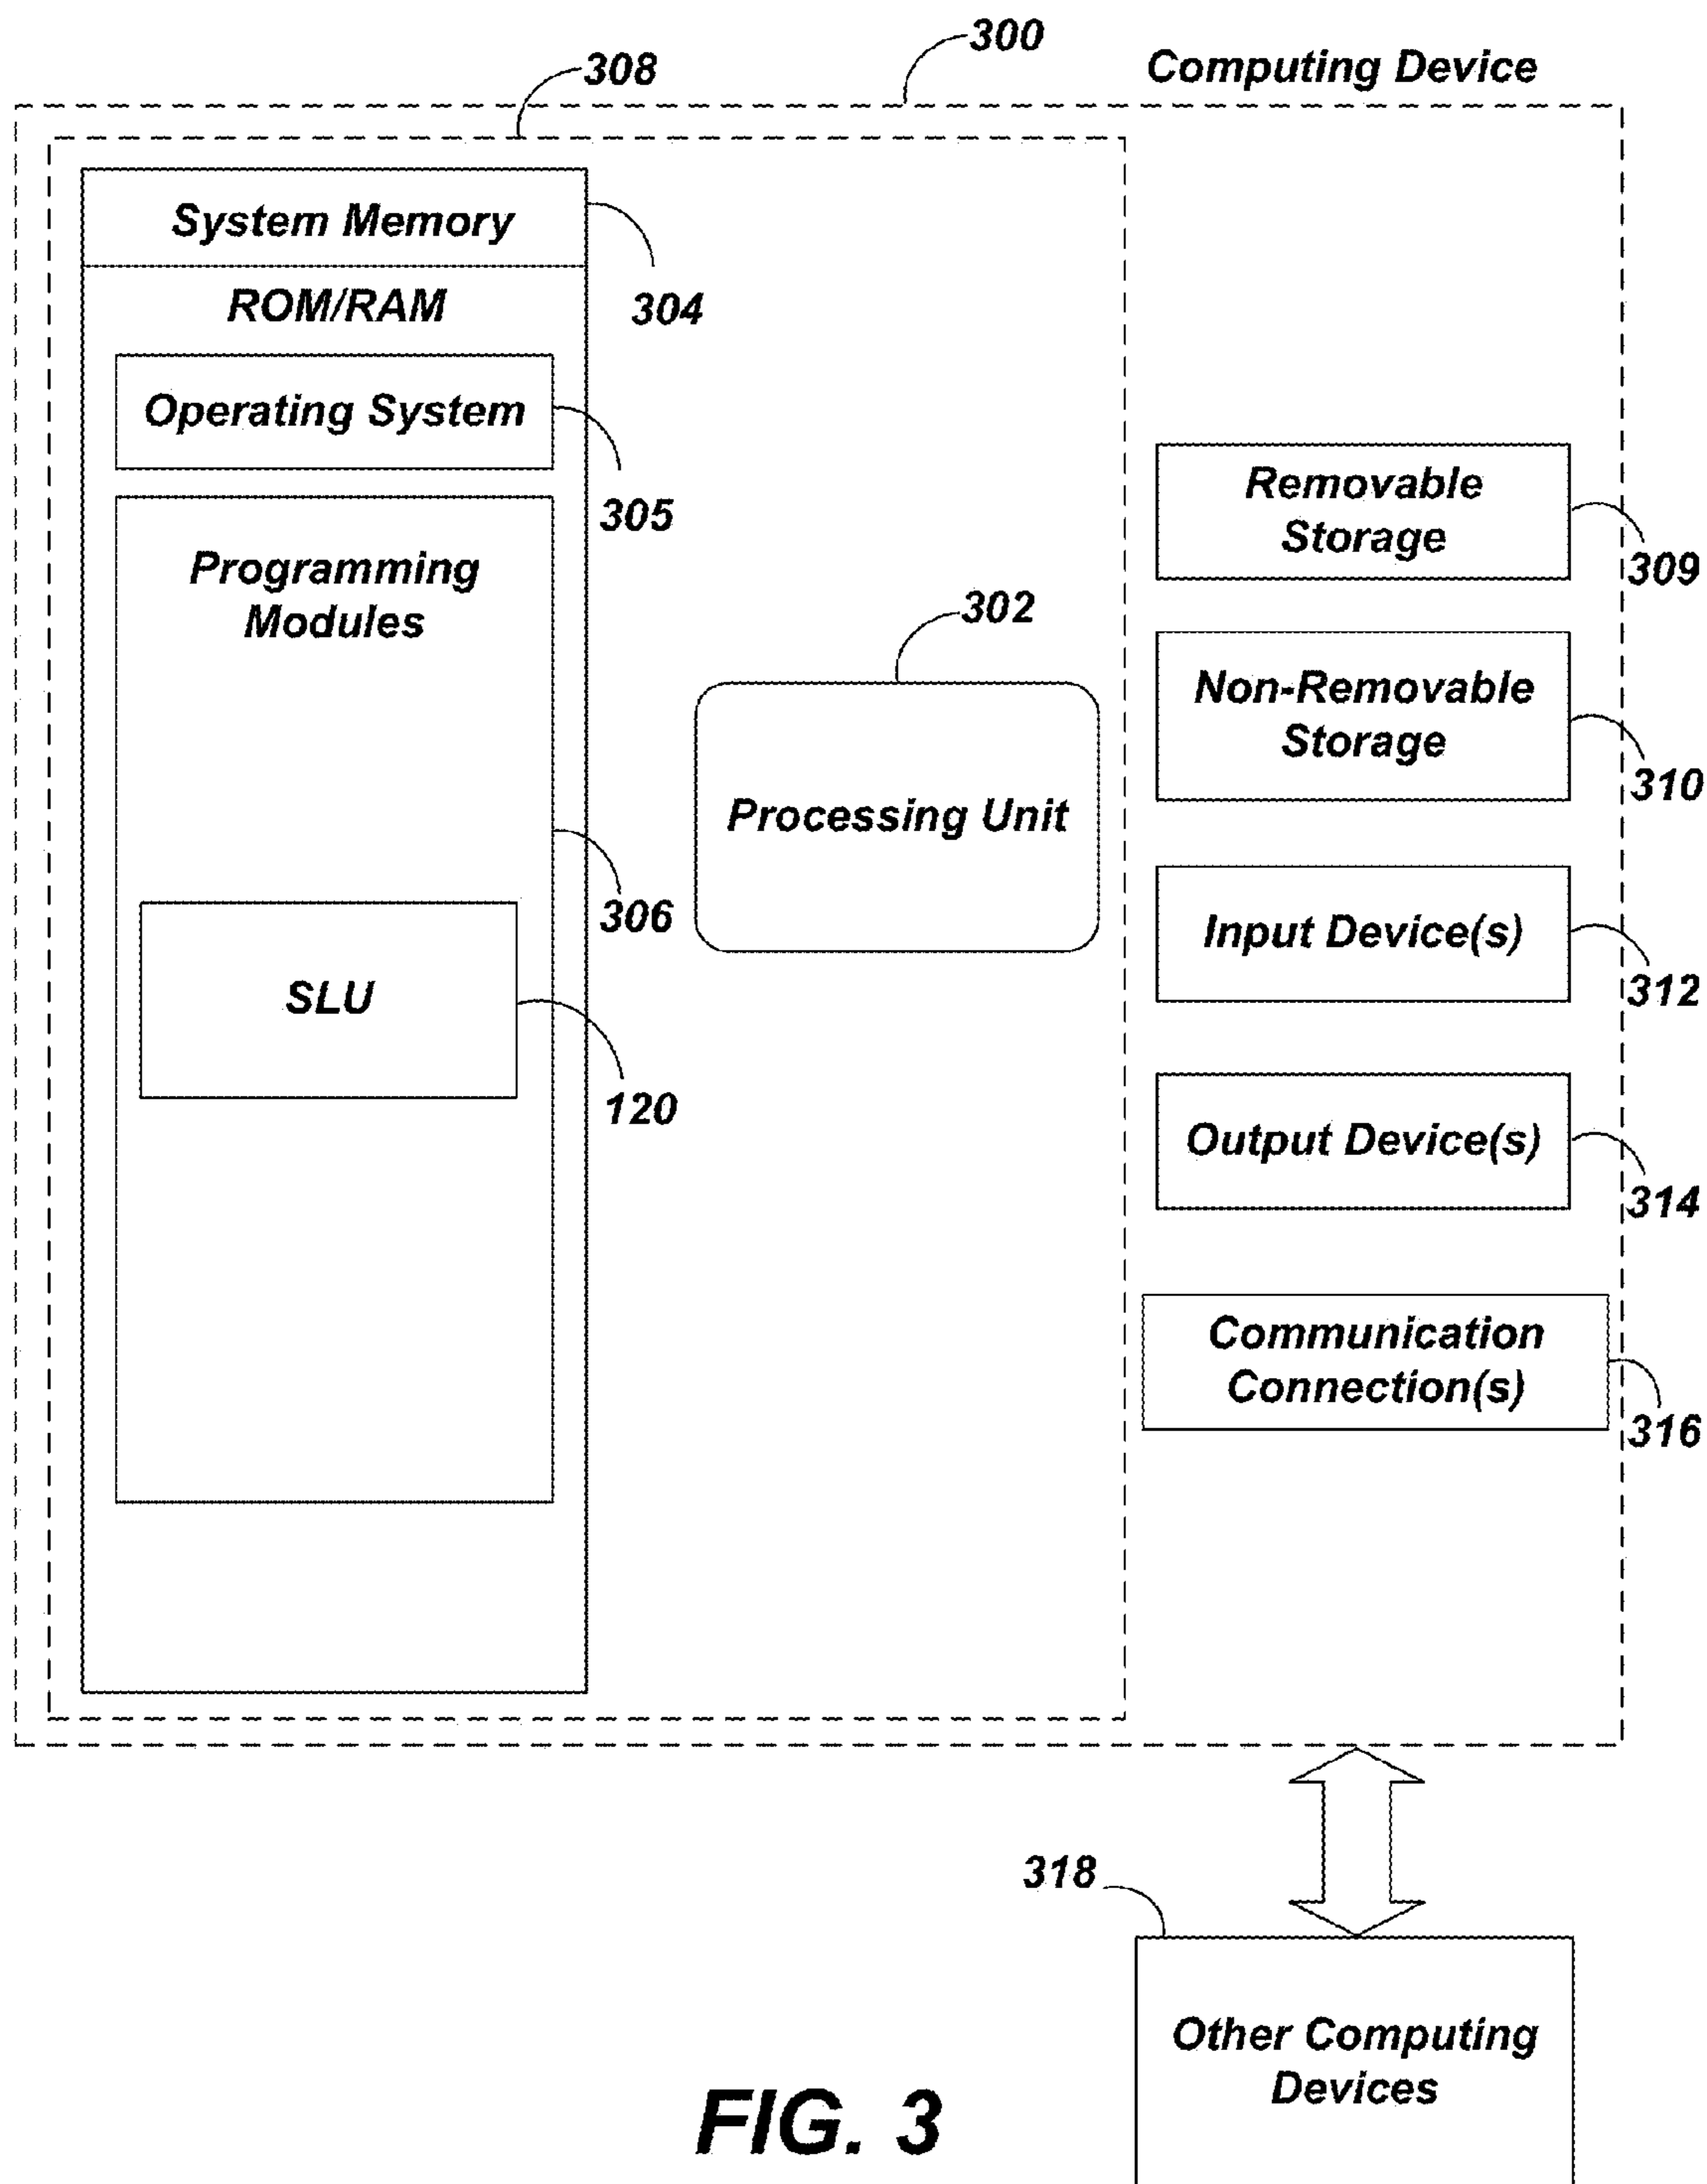 300
Computing Device
308
System Memory
304
ROM/RAM
Operating System
305
Programming
Modules
306
SLU
120
302
Processing Unit
Removable
Storage
309
Non-Removable
Storage
310
Input Device(s)
312
Output Device(s)
314
Communication
Connection(s)
316
318
Other Computing
Devices
FIG. 3